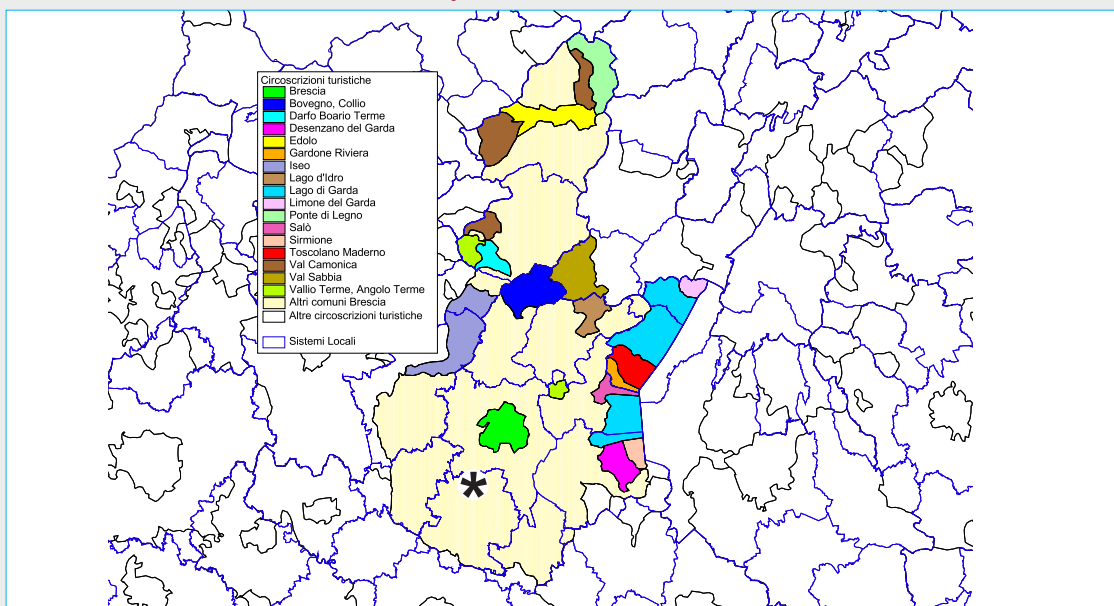 Circoscrizioni turistiche
Brescia
Bovegno, Collio
Darfo Boario Terme
Desenzano del Garda
Edolo
Gardone Riviera
Iseo
Lago d'Idro
Lago di Garda
Limone del Garda
Ponte di Legno
Salò
Sirmione
Toscolano Maderno
Val Camonica
Val Sabbia
Vallio Terme, Angolo Terme
Altri comuni Brescia
Altre circoscrizioni turistiche
Sistemi Locali
*